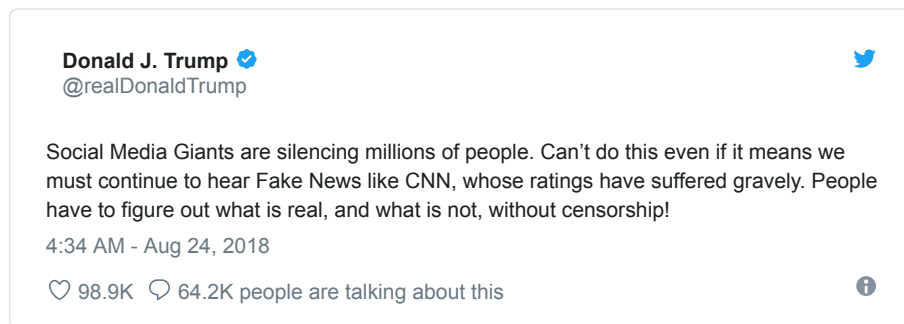 Donald J. Trump
@realDonaldTrump
Social Media Giants are silencing millions of people. Can’t do this even if it means we
must continue to hear Fake News like CNN, whose ratings have suffered gravely. People
have to figure out what is real, and what is not, without censorship!
4:34 AM - Aug 24, 2018
98.9K 64.2K people are talking about this